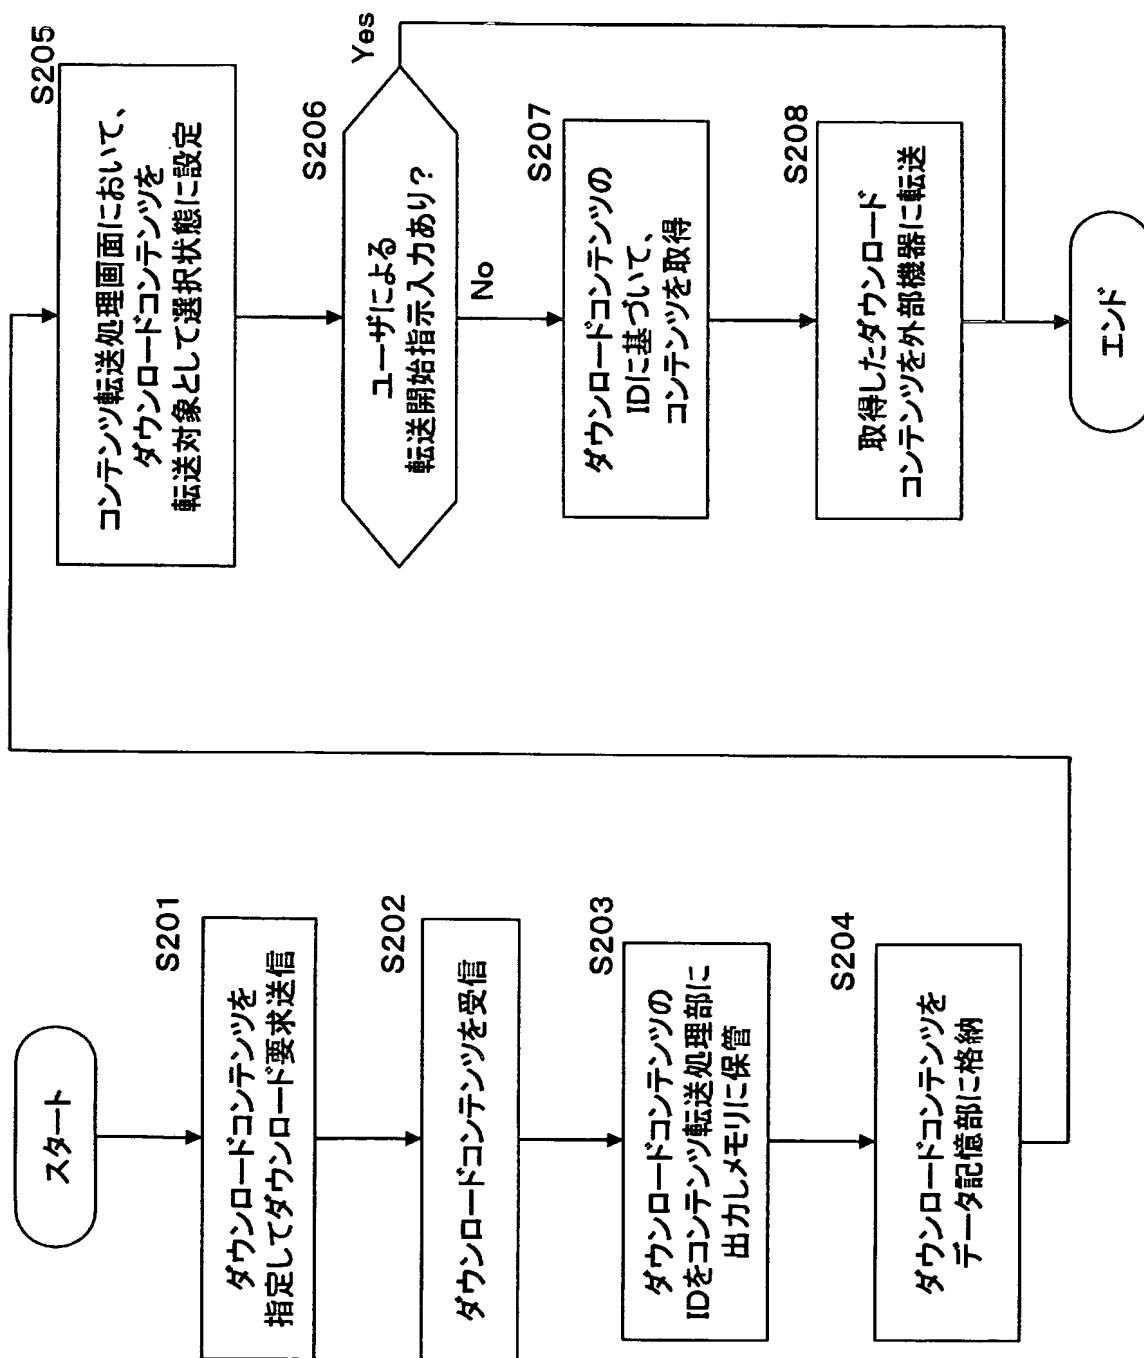 スタート
S201
ダウンロードコンテンツを
指定してダウンロード要求送信
S202
ダウンロードコンテンツを受信
S203
ダウンロードコンテンツの
IDをコンテンツ転送処理部に
出力しメモリに保管
S204
ダウンロードコンテンツを
データ記憶部に格納
S205
コンテンツ転送処理画面において、
ダウンロードコンテンツを
転送対象として選択状態に設定
S206
ユーザによる
転送開始指示入力あり？
Yes
No
S207
ダウンロードコンテンツの
IDに基づいて、
コンテンツを取得
S208
取得したダウンロード
コンテンツを外部機器に転送
エンド